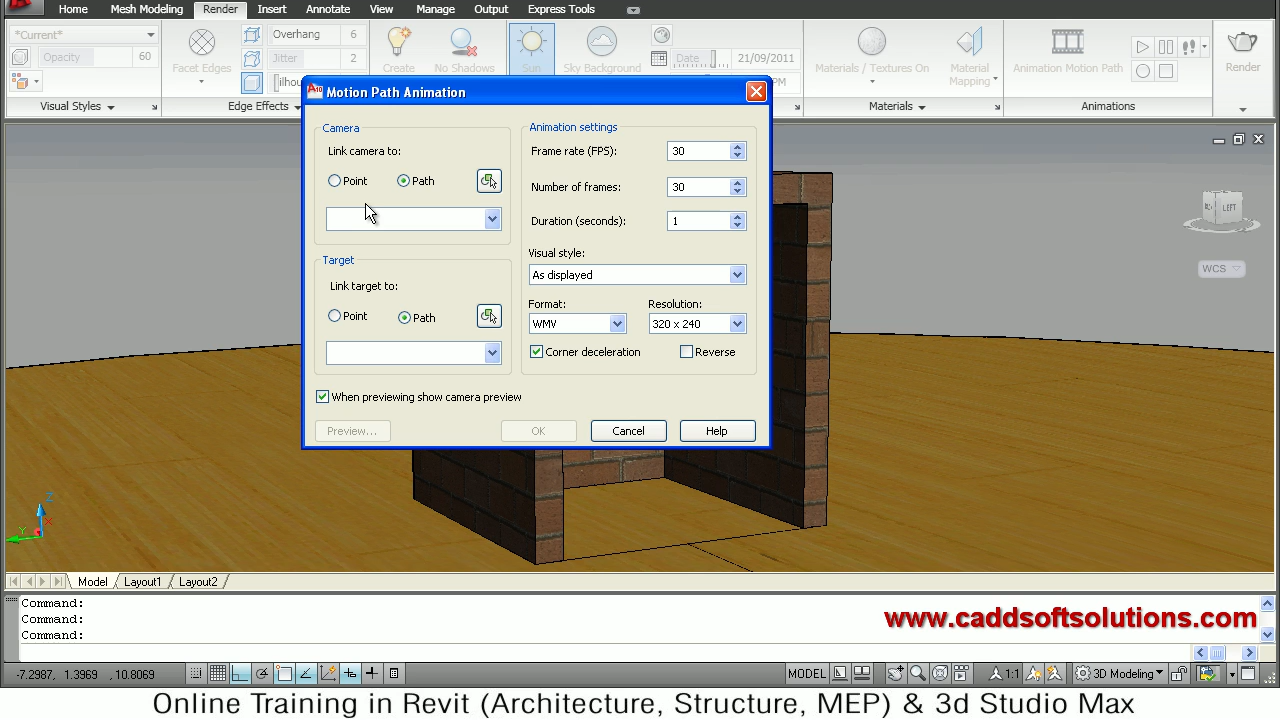 Home Mesh Modeling Render Insert Annotate View Manage Output Express Tools
*Current*
Opacity 60
Facet Edges
Overhang 6
Jitter 2
Create No Shadows Sun Sky Background
Date 21/09/2011
PM
Materials / Textures On Material Mapping
Animation Motion Path
Render
Visual Styles Edge Effects Materials Animations
Motion Path Animation
Camera
Link camera to:
Point Path
Target
Link target to:
Point Path
Animation settings
Frame rate (FPS): 30
Number of frames: 30
Duration (seconds): 1
Visual style:
As displayed
Format: Resolution:
WMV 320 x 240
Corner deceleration Reverse
When previewing show camera preview
Preview... OK Cancel Help
LEFT
WCS
Z
X
Y
Model Layout1 Layout2
Command:
Command:
Command:
www.caddsoftsolutions.com
-7.2987, 1.3969 , 10.8069 MODEL 1:1 3D Modeling
Online Training in Revit (Architecture, Structure, MEP) & 3d Studio Max